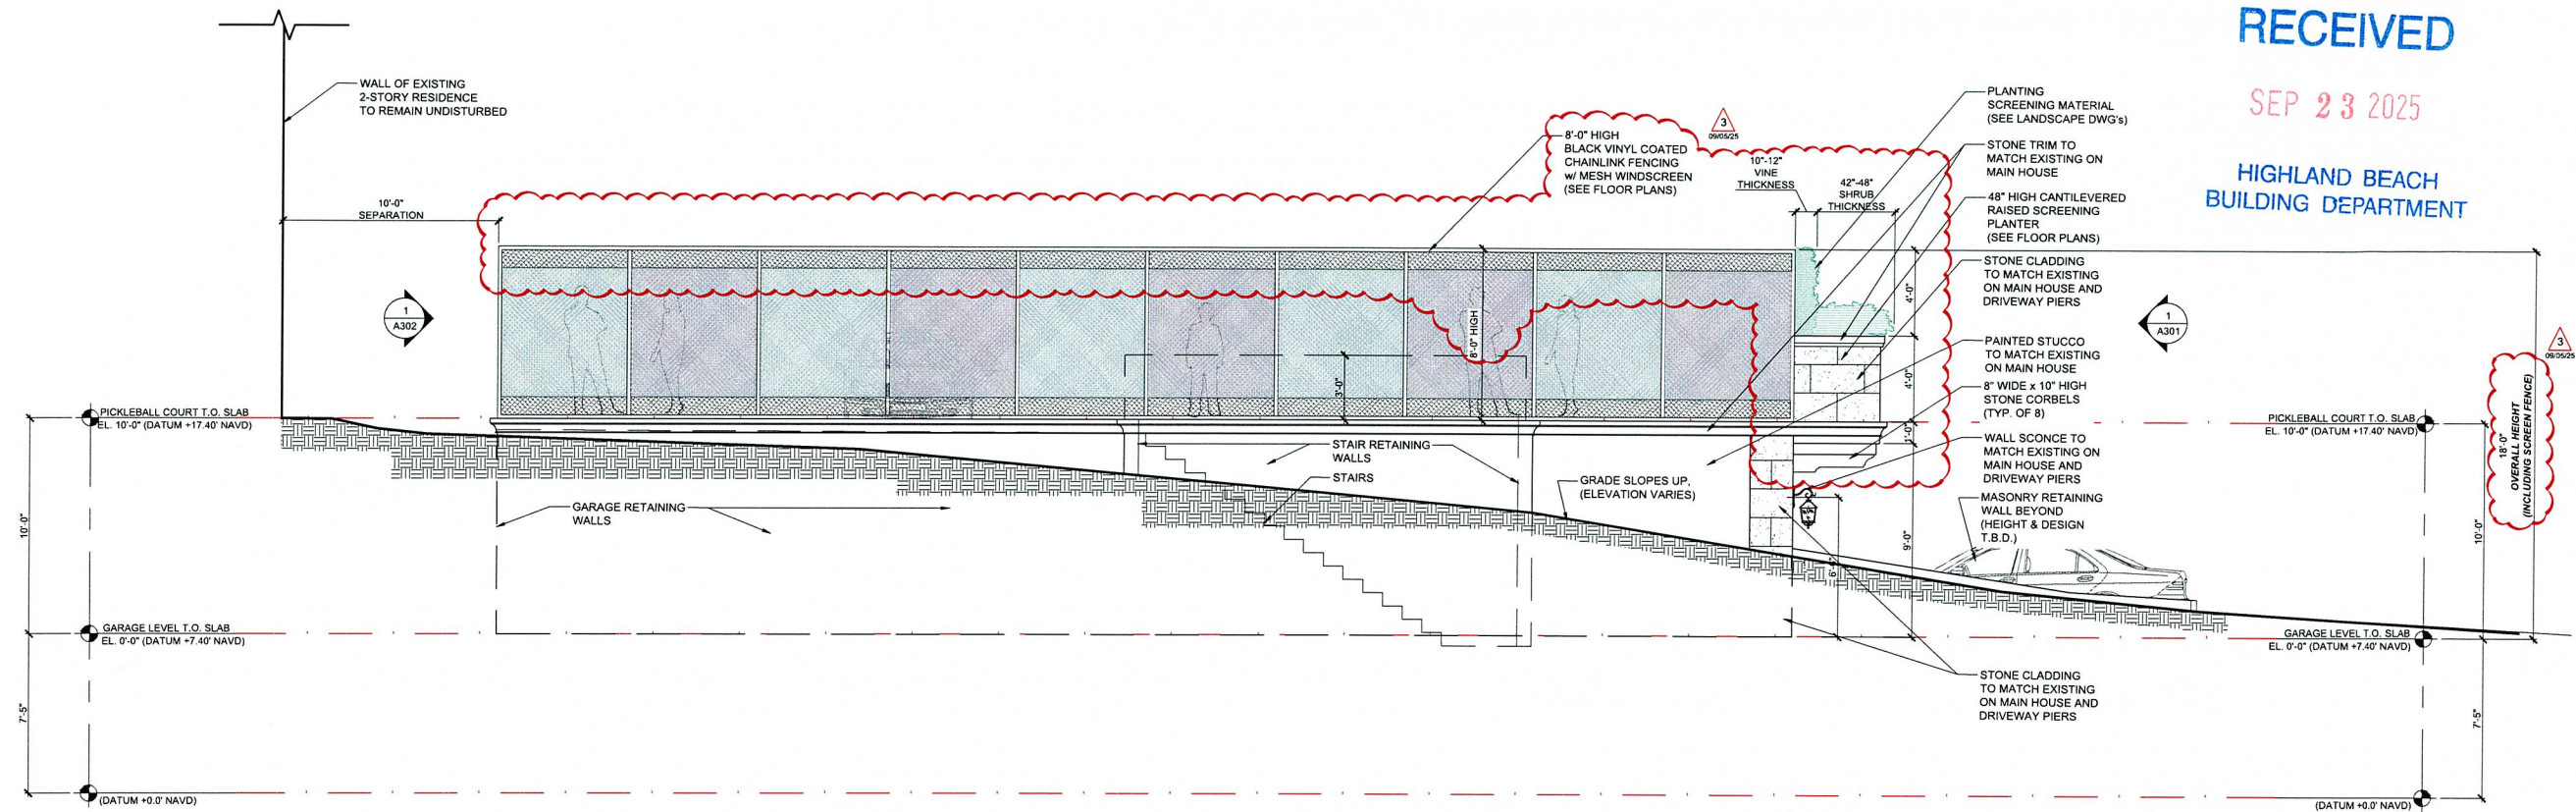 RECEIVED
SEP 23 2025
HIGHLAND BEACH
BUILDING DEPARTMENT
WALL OF EXISTING
2-STORY RESIDENCE
TO REMAIN UNDISTURBED
10'-0"
SEPARATION
8'-0" HIGH
BLACK VINYL COATED
CHAINLINK FENCING
w/ MESH WINDSCREEN
(SEE FLOOR PLANS)
3
09/05/25
10"-12"
VINE
THICKNESS
42"-48"
SHRUB
THICKNESS
PLANTING
SCREENING MATERIAL
(SEE LANDSCAPE DWG's)
STONE TRIM TO
MATCH EXISTING ON
MAIN HOUSE
48" HIGH CANTILEVERED
RAISED SCREENING
PLANTER
(SEE FLOOR PLANS)
STONE CLADDING
TO MATCH EXISTING
ON MAIN HOUSE AND
DRIVEWAY PIERS
PAINTED STUCCO
TO MATCH EXISTING
ON MAIN HOUSE
8" WIDE x 10" HIGH
STONE CORBELS
(TYP. OF 8)
WALL SCONCE TO
MATCH EXISTING ON
MAIN HOUSE AND
DRIVEWAY PIERS
MASONRY RETAINING
WALL BEYOND
(HEIGHT & DESIGN
T.B.D.)
STONE CLADDING
TO MATCH EXISTING
ON MAIN HOUSE AND
DRIVEWAY PIERS
1
A302
1
A301
8'-0" HIGH
3'-0"
4'-0"
4'-0"
1'-0"
9'-0"
3
09/05/25
18'-0"
OVERALL HEIGHT
(INCLUDING SCREEN FENCE)
PICKLEBALL COURT T.O. SLAB
EL. 10'-0" (DATUM +17.40' NAVD)
PICKLEBALL COURT T.O. SLAB
EL. 10'-0" (DATUM +17.40' NAVD)
STAIR RETAINING
WALLS
STAIRS
GRADE SLOPES UP,
(ELEVATION VARIES)
GARAGE RETAINING
WALLS
10'-0"
10'-0"
GARAGE LEVEL T.O. SLAB
EL. 0'-0" (DATUM +7.40' NAVD)
GARAGE LEVEL T.O. SLAB
EL. 0'-0" (DATUM +7.40' NAVD)
7'-5"
7'-5"
(DATUM +0.0' NAVD)
(DATUM +0.0' NAVD)